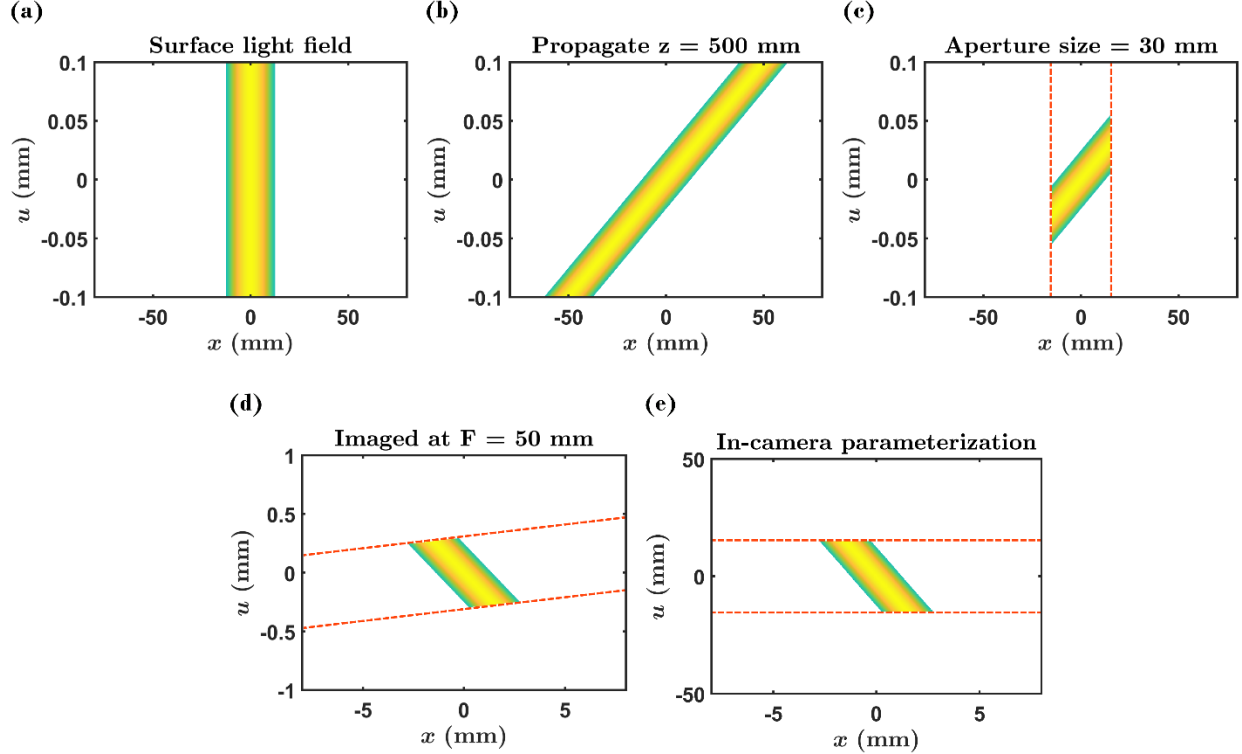 (a)
Surface light field
0.1
0.05
0
-0.05
-0.1
u (mm)
-50 0 50
x (mm)
(b)
Propagate z = 500 mm
0.1
0.05
0
-0.05
-0.1
u (mm)
-50 0 50
x (mm)
(c)
Aperture size = 30 mm
0.1
0.05
0
-0.05
-0.1
u (mm)
-50 0 50
x (mm)
(d)
Imaged at F = 50 mm
1
0.5
0
-0.5
-1
u (mm)
-5 0 5
x (mm)
(e)
In-camera parameterization
50
0
-50
u (mm)
-5 0 5
x (mm)